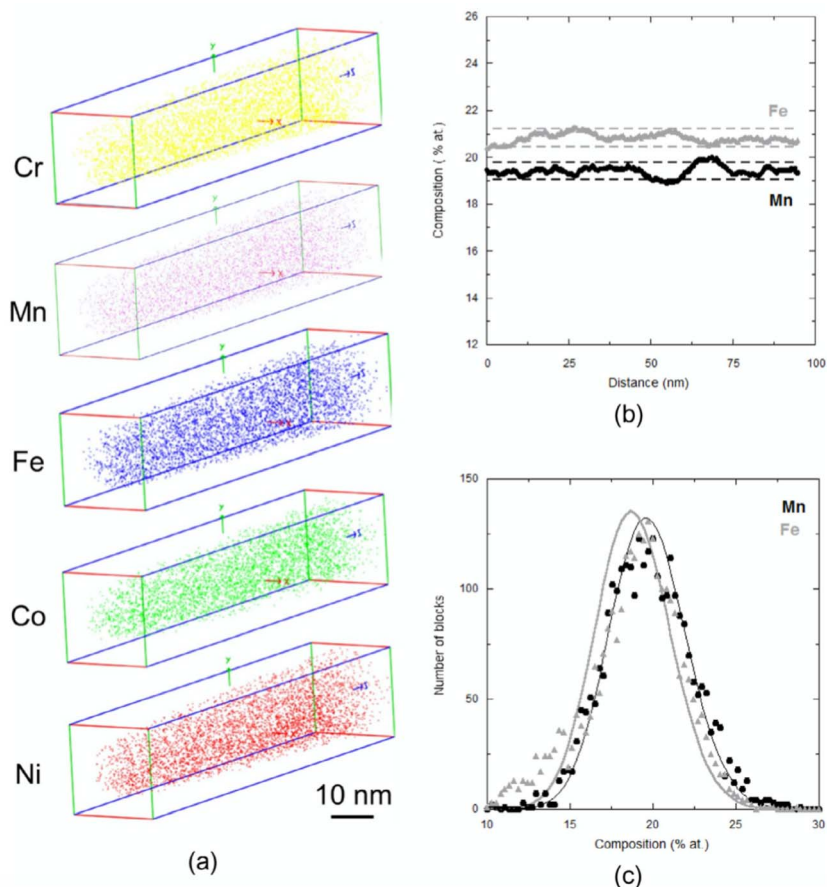 Cr
y
x
Mn
y
x
Fe
y
x
Co
y
x
Ni
y
x
10 nm
(a)
26
24
22
20
18
16
14
12
Composition ( % at.)
Fe
Mn
0
25
50
75
100
Distance (nm)
(b)
150
100
50
0
Number of blocks
Mn
Fe
10
15
20
25
30
Composition (% at.)
(c)